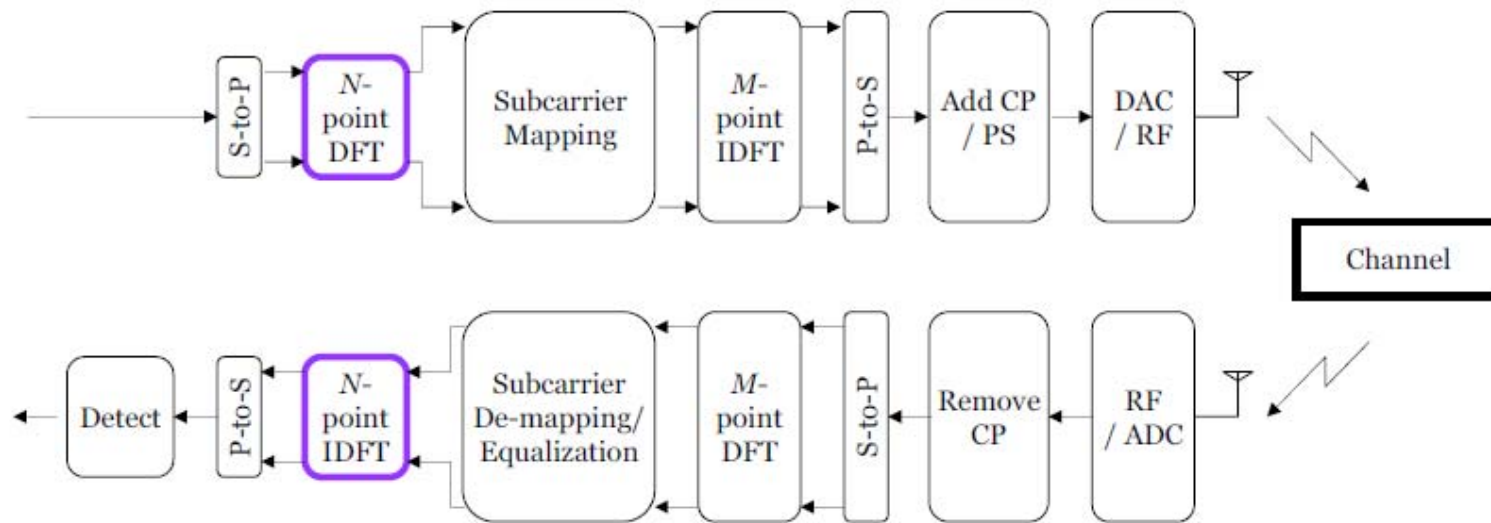 S-to-P
N-
point
DFT
Subcarrier
Mapping
M-
point
IDFT
P-to-S
Add CP
/ PS
DAC
/ RF
Channel
Detect
P-to-S
N-
point
IDFT
Subcarrier
De-mapping/
Equalization
M-
point
DFT
S-to-P
Remove
CP
RF
/ ADC